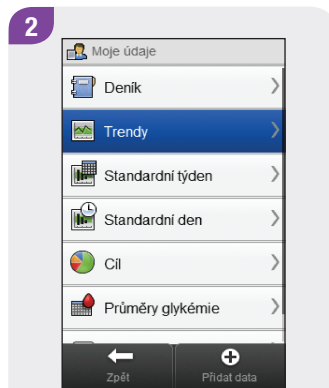 2
Moje údaje
Deník
Trendy
Standardní týden
Standardní den
Cíl
Průměry glykémie
Zpět
Přidat data